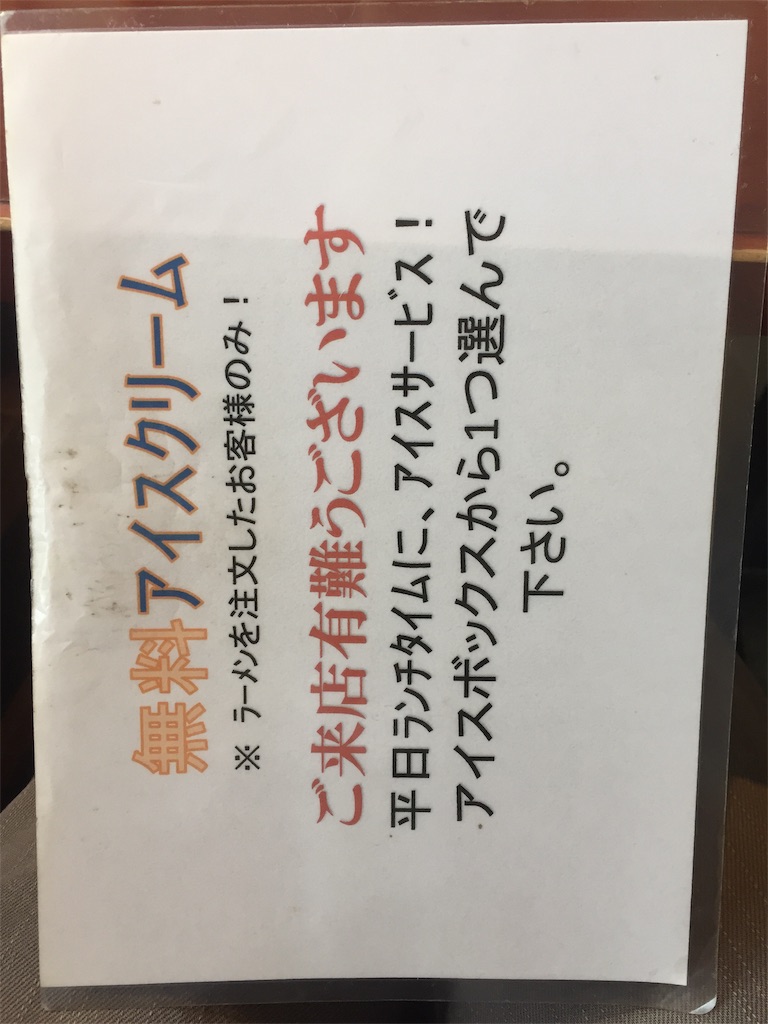 無料アイスクリーム
※ ラーメンを注文したお客様のみ！
ご来店有難うございます
平日ランチタイムに、アイスサービス！
アイスボックスから1つ選んで
下さい。